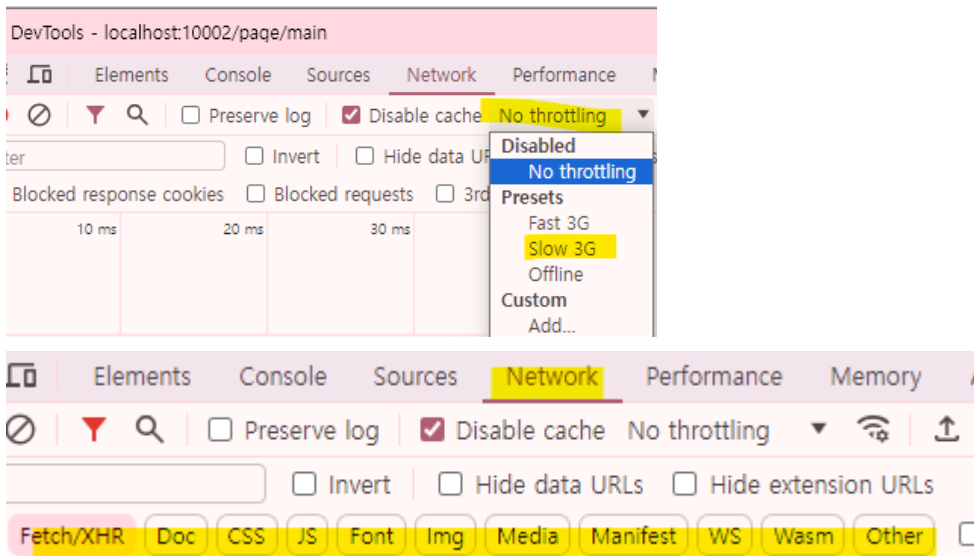 DevTools - localhost:10002/page/main
Elements Console Sources Network Performance
Preserve log Disable cache No throttling
Invert Hide data
Blocked response cookies Blocked requests
10 ms 20 ms 30 ms
Disabled
No throttling
Presets
Fast 3G
Slow 3G
Offline
Custom
Add...
Elements Console Sources Network Performance Memory
Preserve log Disable cache No throttling
Invert Hide data URLs Hide extension URLs
Fetch/XHR Doc CSS JS Font Img Media Manifest WS Wasm Other